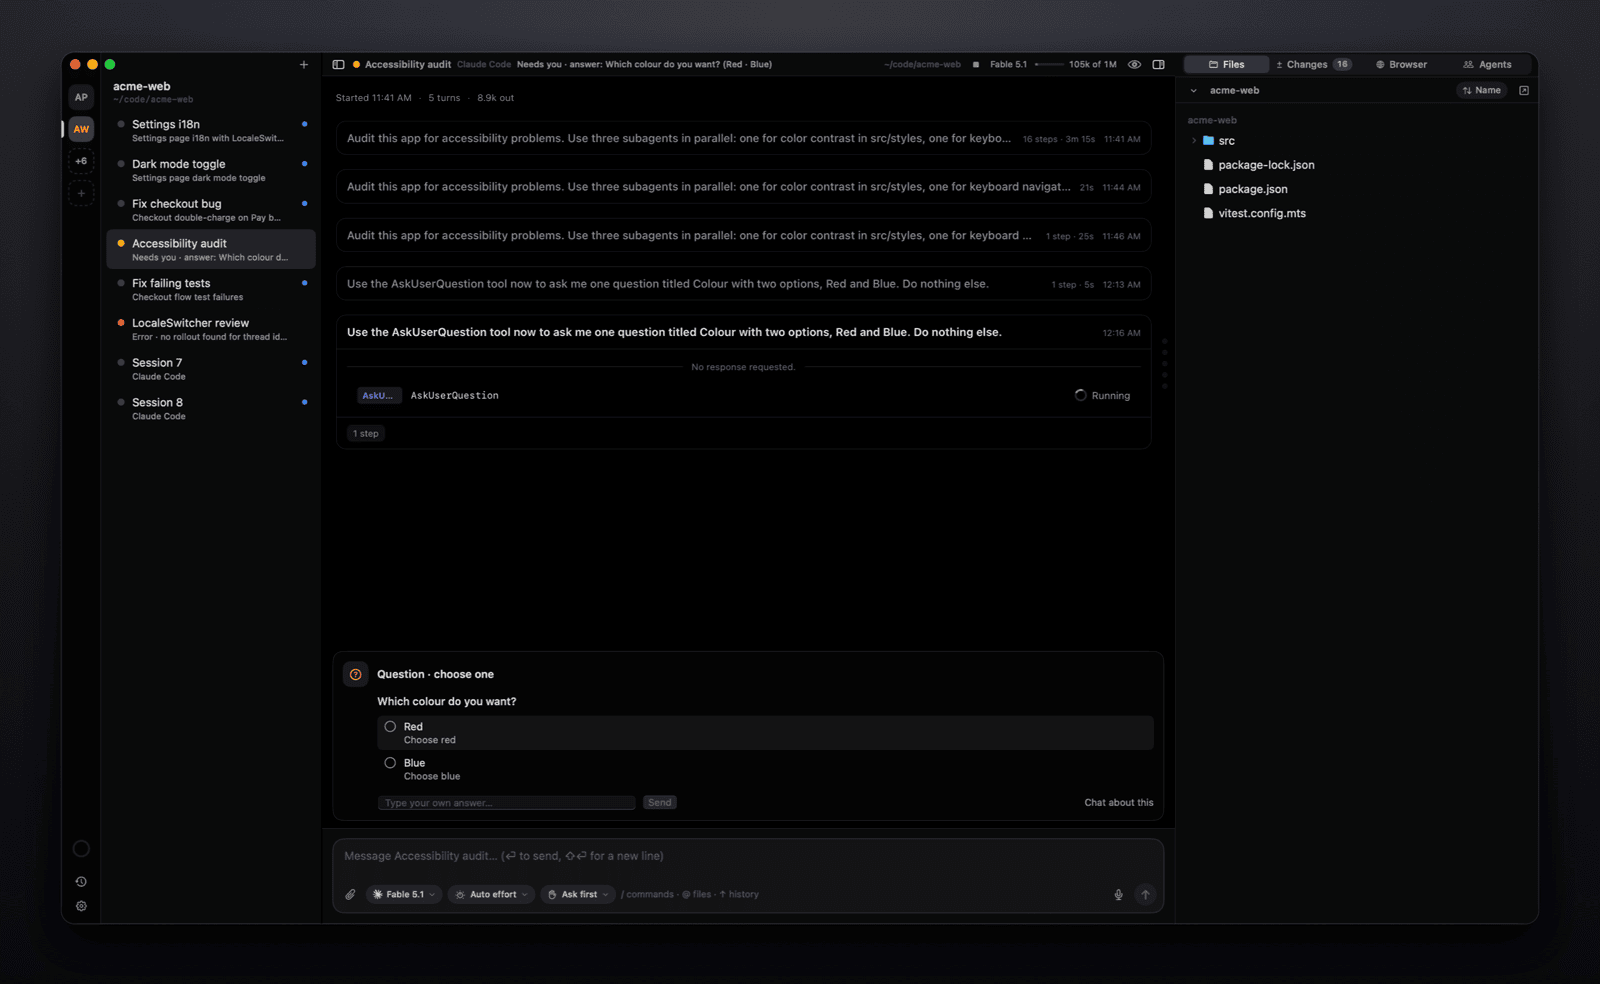 AP
AW
+6
+
acme-web
~/code/acme-web
Settings i18n
Settings page i18n with LocaleSwit...
Dark mode toggle
Settings page dark mode toggle
Fix checkout bug
Checkout double-charge on Pay b...
Accessibility audit
Needs you · answer: Which colour d...
Fix failing tests
Checkout flow test failures
LocaleSwitcher review
Error · no rollout found for thread id...
Session 7
Claude Code
Session 8
Claude Code
Accessibility audit Claude Code Needs you · answer: Which colour do you want? (Red · Blue)
~/code/acme-web Fable 5.1 105k of 1M
Started 11:41 AM · 5 turns · 8.9k out
Audit this app for accessibility problems. Use three subagents in parallel: one for color contrast in src/styles, one for keybo... 16 steps · 3m 15s 11:41 AM
Audit this app for accessibility problems. Use three subagents in parallel: one for color contrast in src/styles, one for keyboard navigat... 21s 11:44 AM
Audit this app for accessibility problems. Use three subagents in parallel: one for color contrast in src/styles, one for keyboard ... 1 step · 25s 11:46 AM
Use the AskUserQuestion tool now to ask me one question titled Colour with two options, Red and Blue. Do nothing else. 1 step · 5s 12:13 AM
Use the AskUserQuestion tool now to ask me one question titled Colour with two options, Red and Blue. Do nothing else. 12:16 AM
No response requested.
AskU... AskUserQuestion Running
1 step
Question · choose one
Which colour do you want?
Red
Choose red
Blue
Choose blue
Type your own answer... Send Chat about this
Message Accessibility audit... (⏎ to send, ⇧⏎ for a new line)
Fable 5.1 Auto effort Ask first / commands · @ files · ↑ history
Files Changes 16 Browser Agents
acme-web Name
acme-web
src
package-lock.json
package.json
vitest.config.mts